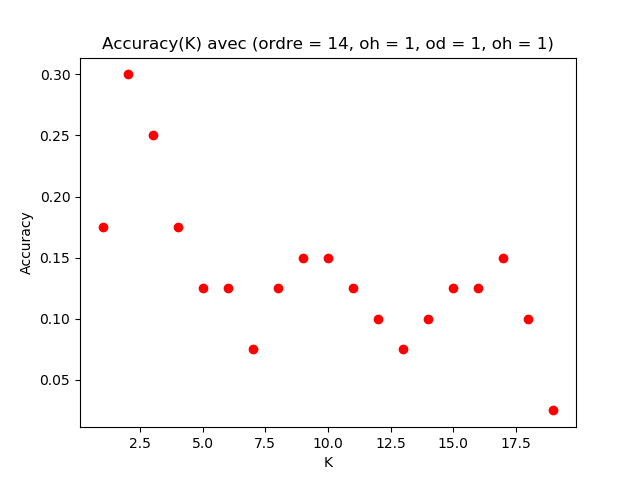 Accuracy(K) avec (ordre = 14, oh = 1, od = 1, oh = 1)
0.30
0.25
0.20
0.15
0.10
0.05
Accuracy
2.5 5.0 7.5 10.0 12.5 15.0 17.5
K